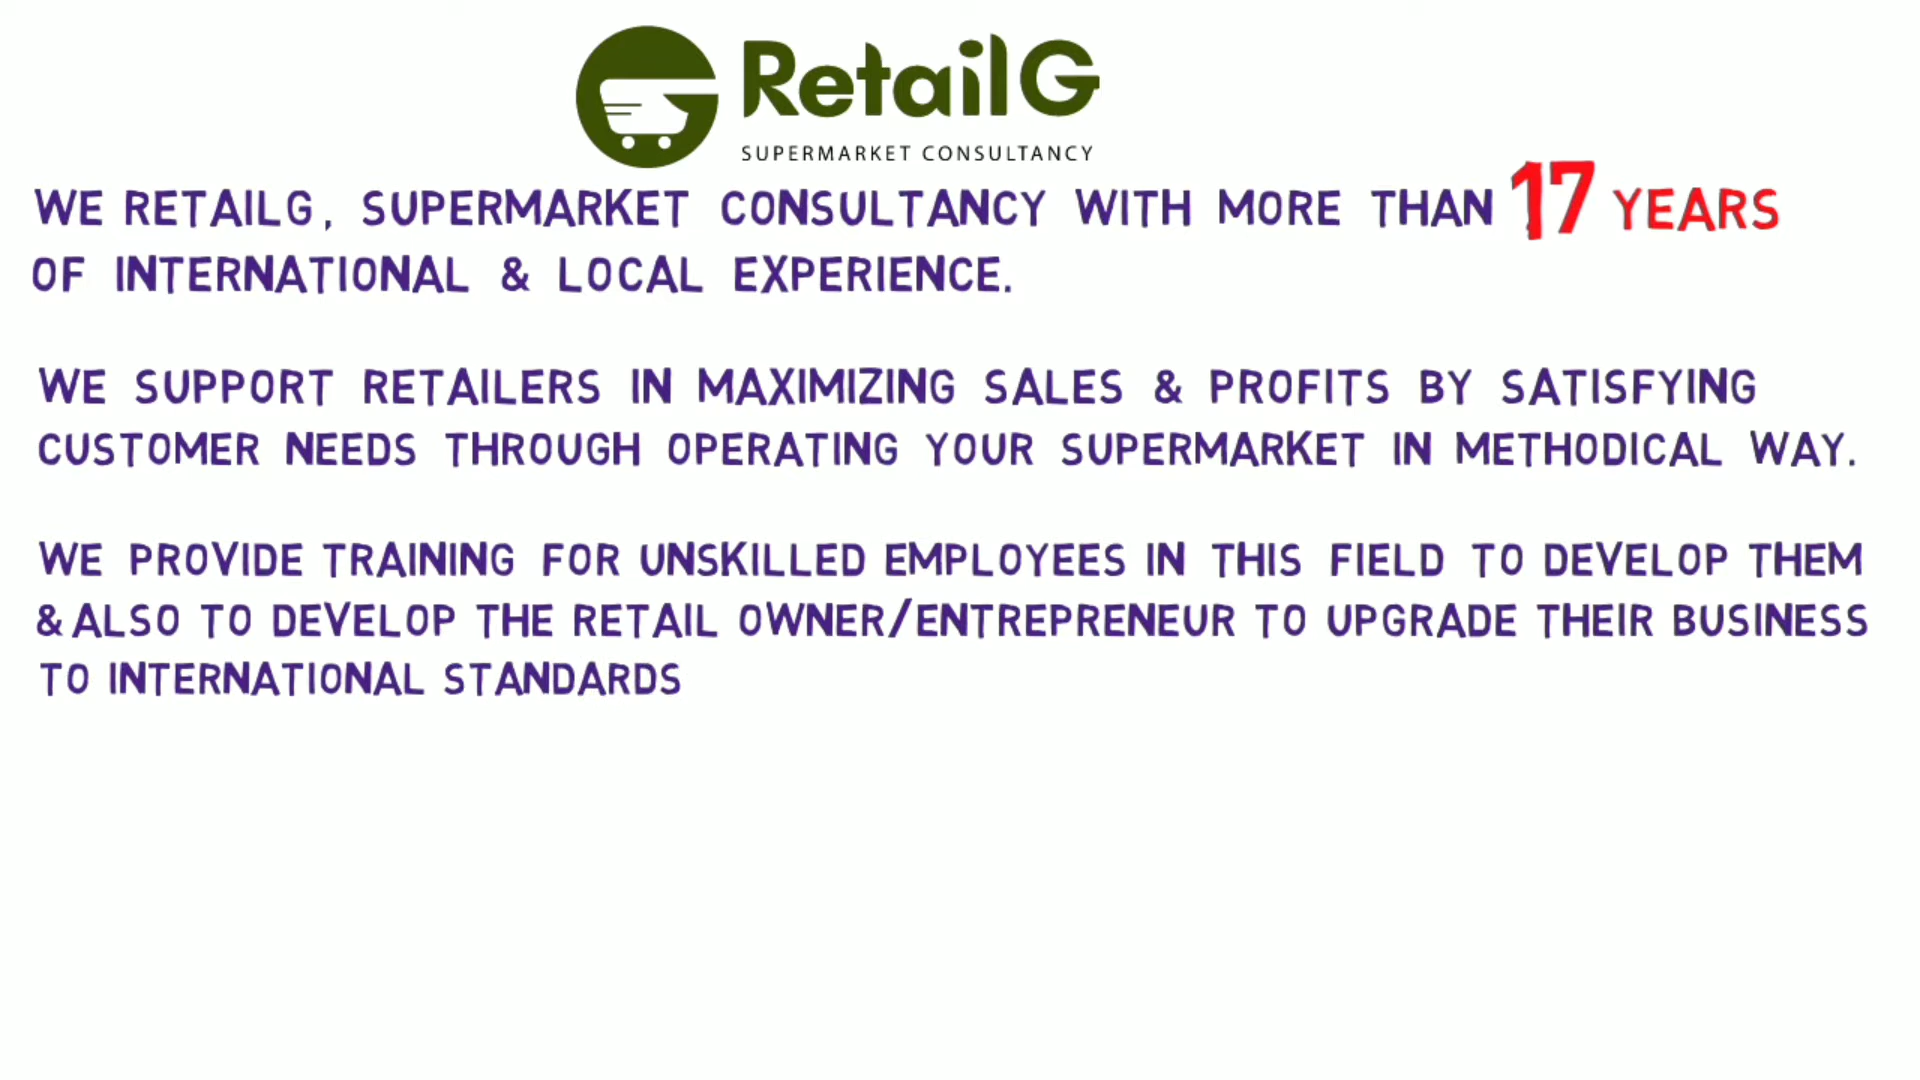 RetailG
SUPERMARKET CONSULTANCY
WE RETAILG, SUPERMARKET CONSULTANCY WITH MORE THAN 17 YEARS
OF INTERNATIONAL & LOCAL EXPERIENCE.
WE SUPPORT RETAILERS IN MAXIMIZING SALES & PROFITS BY SATISFYING
CUSTOMER NEEDS THROUGH OPERATING YOUR SUPERMARKET IN METHODICAL WAY.
WE PROVIDE TRAINING FOR UNSKILLED EMPLOYEES IN THIS FIELD TO DEVELOP THEM
& ALSO TO DEVELOP THE RETAIL OWNER/ENTREPRENEUR TO UPGRADE THEIR BUSINESS
TO INTERNATIONAL STANDARDS